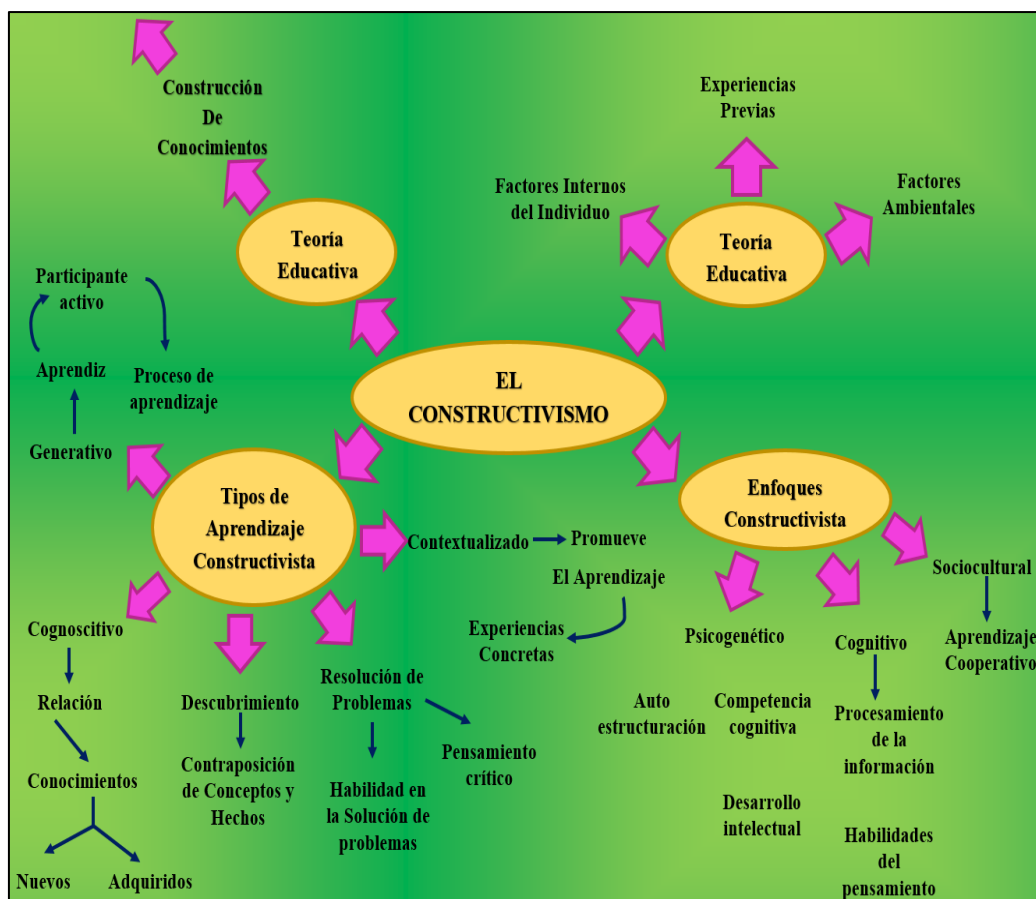 Construcción
De
Conocimientos
Teoría
Educativa
Experiencias
Previas
Factores Internos
del Individuo
Factores
Ambientales
Teoría
Educativa
Participante
activo
Aprendiz
Proceso de
aprendizaje
Generativo
EL
CONSTRUCTIVISMO
Tipos de
Aprendizaje
Constructivista
Enfoques
Constructivista
Contextualizado
Promueve
El Aprendizaje
Experiencias
Concretas
Cognoscitivo
Relación
Conocimientos
Nuevos
Adquiridos
Descubrimiento
Contraposición
de Conceptos y
Hechos
Resolución de
Problemas
Pensamiento
crítico
Habilidad en
la Solución de
problemas
Psicogenético
Auto
estructuración
Competencia
cognitiva
Desarrollo
intelectual
Cognitivo
Procesamiento
de la
información
Habilidades
del
pensamiento
Sociocultural
Aprendizaje
Cooperativo